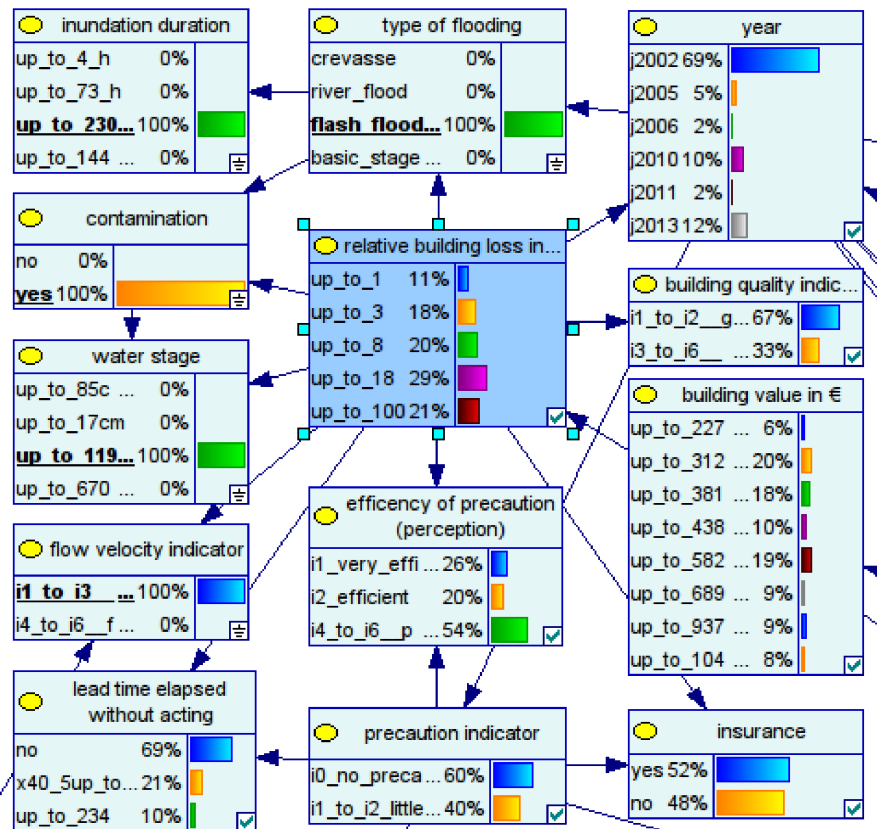 inundation duration
up_to_4_h 0%
up_to_73_h 0%
up_to_230... 100%
up_to_144 ... 0%
type of flooding
crevasse 0%
river_flood 0%
flash_flood... 100%
basic_stage ... 0%
year
j2002 69%
j2005 5%
j2006 2%
j2010 10%
j2011 2%
j2013 12%
contamination
no 0%
yes 100%
relative building loss in...
up_to_1 11%
up_to_3 18%
up_to_8 20%
up_to_18 29%
up_to_100 21%
building quality indic...
i1_to_i2__g... 67%
i3_to_i6__ ... 33%
water stage
up_to_85c ... 0%
up_to_17cm 0%
up_to_119... 100%
up_to_670 ... 0%
building value in €
up_to_227 ... 6%
up_to_312 ... 20%
up_to_381 ... 18%
up_to_438 ... 10%
up_to_582 ... 19%
up_to_689 ... 9%
up_to_937 ... 9%
up_to_104 ... 8%
flow velocity indicator
i1_to_i3__ ... 100%
i4_to_i6__f... 0%
efficency of precaution
(perception)
i1_very_effi ... 26%
i2_efficient 20%
i4_to_i6__p ... 54%
lead time elapsed
without acting
no 69%
x40_5up_to... 21%
up_to_234 10%
precaution indicator
i0_no_preca ... 60%
i1_to_i2_little... 40%
insurance
yes 52%
no 48%